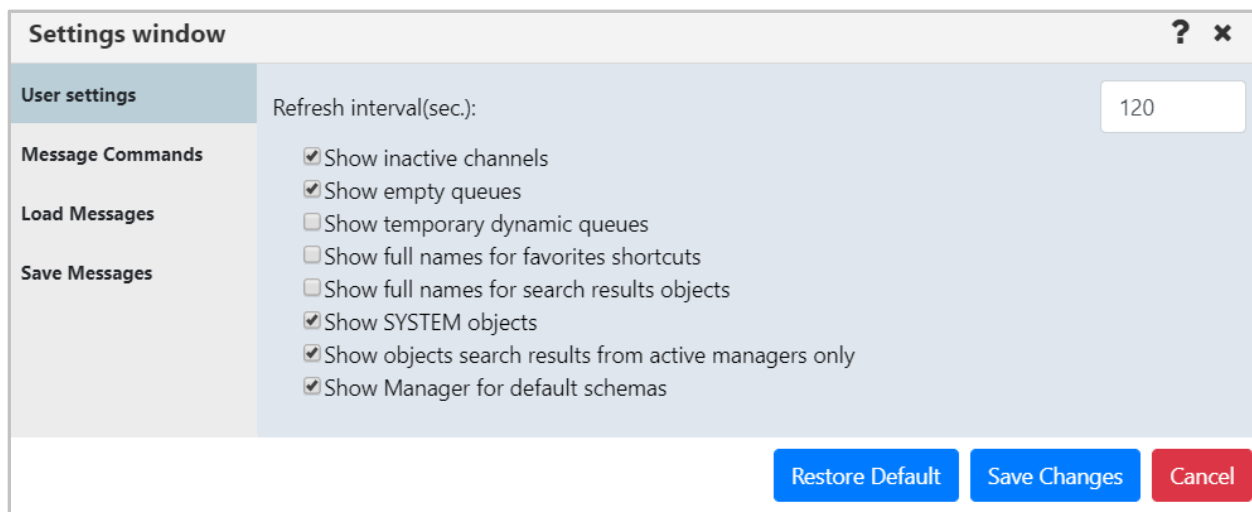 Settings window
User settings
Message Commands
Load Messages
Save Messages
Refresh interval(sec.):
120
Show inactive channels
Show empty queues
Show temporary dynamic queues
Show full names for favorites shortcuts
Show full names for search results objects
Show SYSTEM objects
Show objects search results from active managers only
Show Manager for default schemas
Restore Default
Save Changes
Cancel